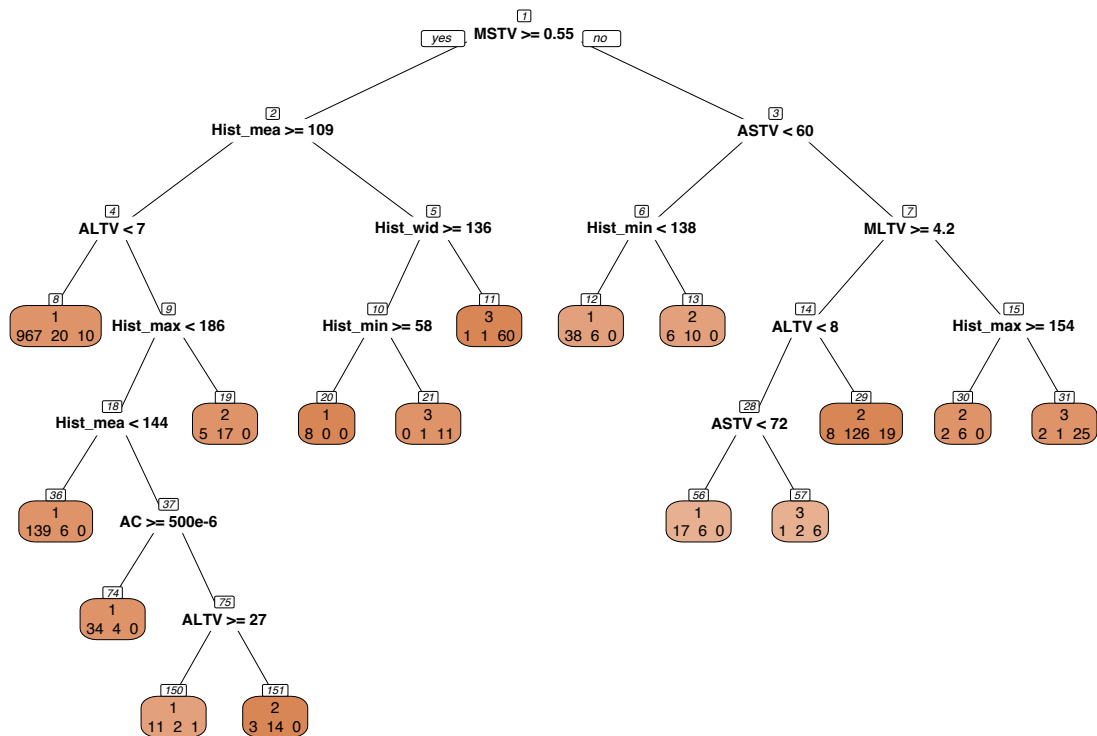 1
yes MSTV >= 0.55 no
2 3
Hist_mea >= 109 ASTV < 60
4 5 6 7
ALTV < 7 Hist_wid >= 136 Hist_min < 138 MLTV >= 4.2
8 9 10 11 12 13 14 15
1 Hist_max < 186 Hist_min >= 58 3 1 2 ALTV < 8 Hist_max >= 154
967 20 10 1 1 60 38 6 0 6 10 0
18 19 20 21 28 29 30 31
Hist_mea < 144 2 1 3 ASTV < 72 2 2 3
5 17 0 8 0 0 0 1 11 8 126 19 2 6 0 2 1 25
36 37 56 57
1 AC >= 500e-6 1 3
139 6 0 17 6 0 1 2 6
74 75
1 ALTV >= 27
34 4 0
150 151
1 2
11 2 1 3 14 0